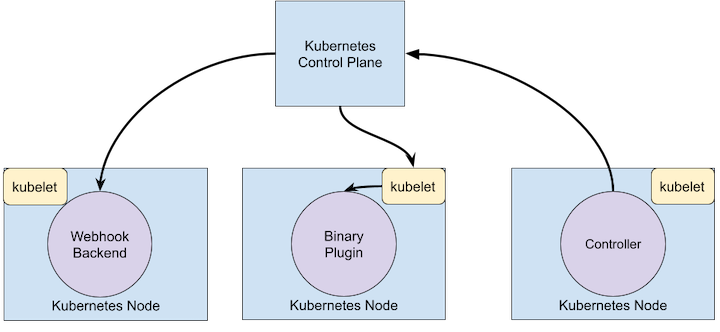 Kubernetes
Control Plane
kubelet
Webhook
Backend
Kubernetes Node
kubelet
Binary
Plugin
Kubernetes Node
kubelet
Controller
Kubernetes Node